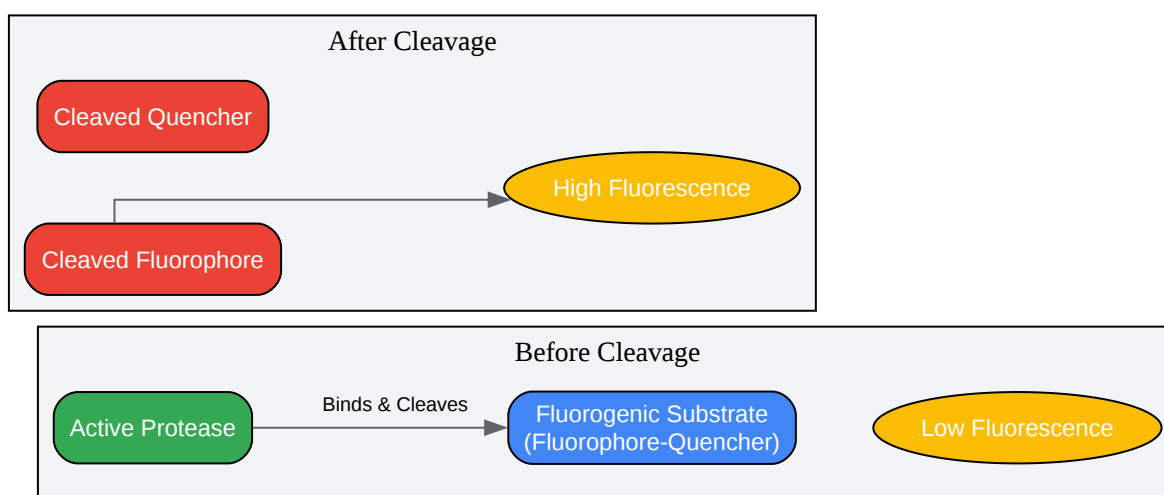 After Cleavage
Cleaved Quencher
High Fluorescence
Cleaved Fluorophore
Before Cleavage
Active Protease
Binds & Cleaves
Fluorogenic Substrate
(Fluorophore-Quencher)
Low Fluorescence